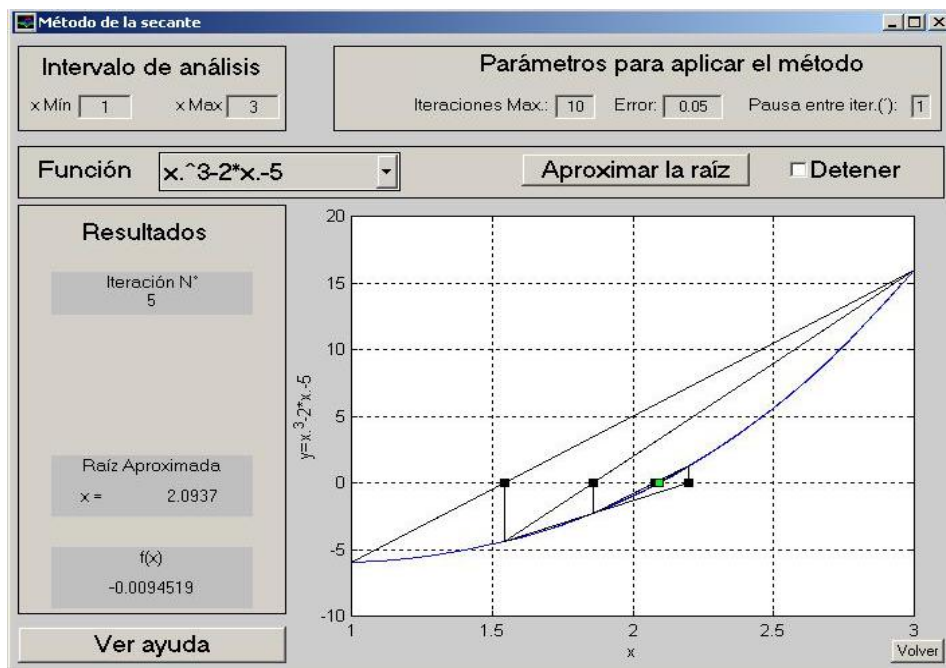 Método de la secante
Intervalo de análisis
x Mín 1 x Max 3
Parámetros para aplicar el método
Iteraciones Max.: 10 Error: 0.05 Pausa entre iter.("): 1
Función x.^3-2*x.-5 Aproximar la raíz Detener
Resultados
Iteración N°
5
Raíz Aproximada
x = 2.0937
f(x)
-0.0094519
Ver ayuda
20
15
10
5
0
-5
-10
y=x.³-2*x.-5
1 1.5 2 2.5 3
x
Volver